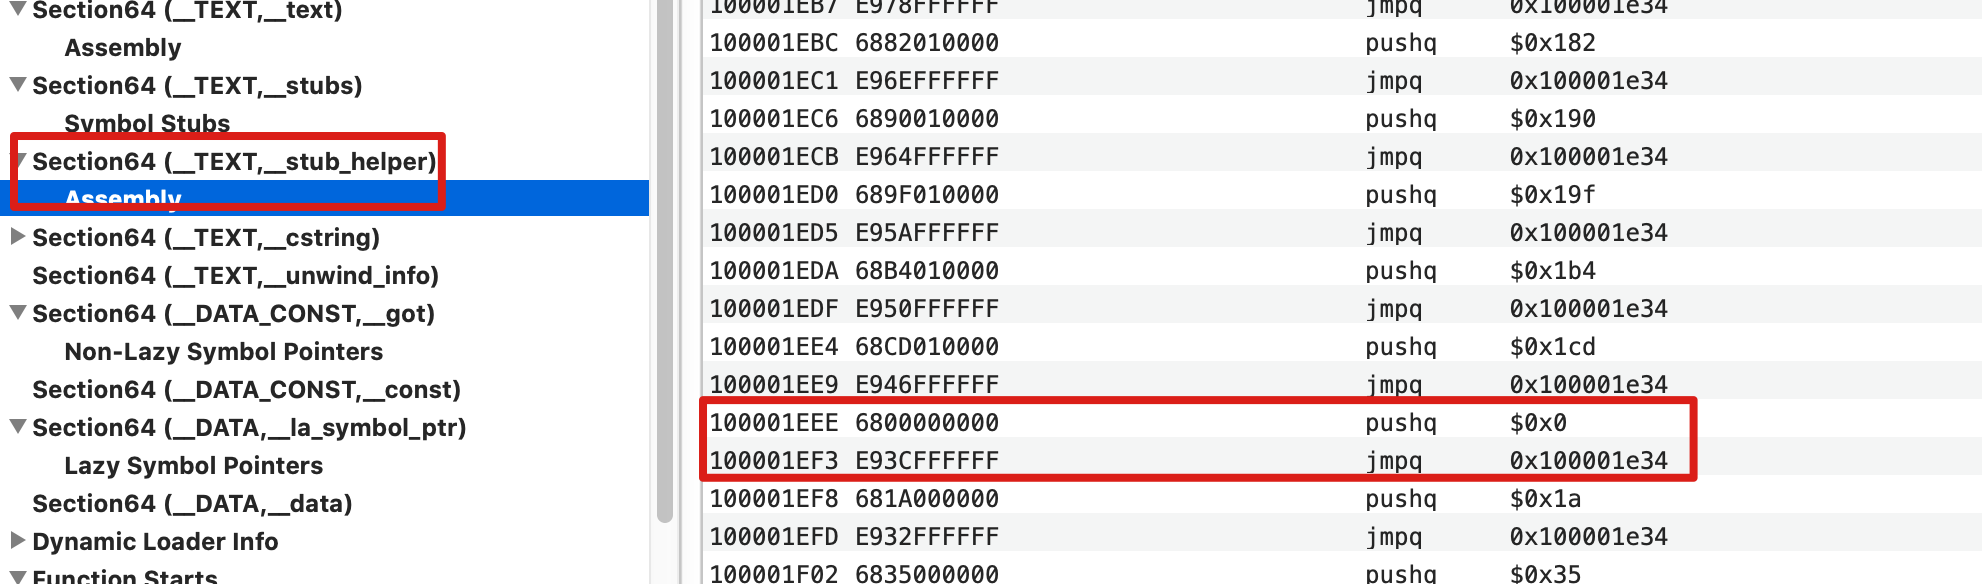 Section64 (__TEXT,__text)
Assembly
Section64 (__TEXT,__stubs)
Symbol Stubs
Section64 (__TEXT,__stub_helper)
Assembly
Section64 (__TEXT,__cstring)
Section64 (__TEXT,__unwind_info)
Section64 (__DATA_CONST,__got)
Non-Lazy Symbol Pointers
Section64 (__DATA_CONST,__const)
Section64 (__DATA,__la_symbol_ptr)
Lazy Symbol Pointers
Section64 (__DATA,__data)
Dynamic Loader Info
Function Starts
100001EB7 E978FFFFFF jmpq 0x100001e34
100001EBC 6882010000 pushq $0x182
100001EC1 E96EFFFFFF jmpq 0x100001e34
100001EC6 6890010000 pushq $0x190
100001ECB E964FFFFFF jmpq 0x100001e34
100001ED0 689F010000 pushq $0x19f
100001ED5 E95AFFFFFF jmpq 0x100001e34
100001EDA 68B4010000 pushq $0x1b4
100001EDF E950FFFFFF jmpq 0x100001e34
100001EE4 68CD010000 pushq $0x1cd
100001EE9 E946FFFFFF jmpq 0x100001e34
100001EEE 6800000000 pushq $0x0
100001EF3 E93CFFFFFF jmpq 0x100001e34
100001EF8 681A000000 pushq $0x1a
100001EFD E932FFFFFF jmpq 0x100001e34
100001F02 6835000000 pushq $0x35